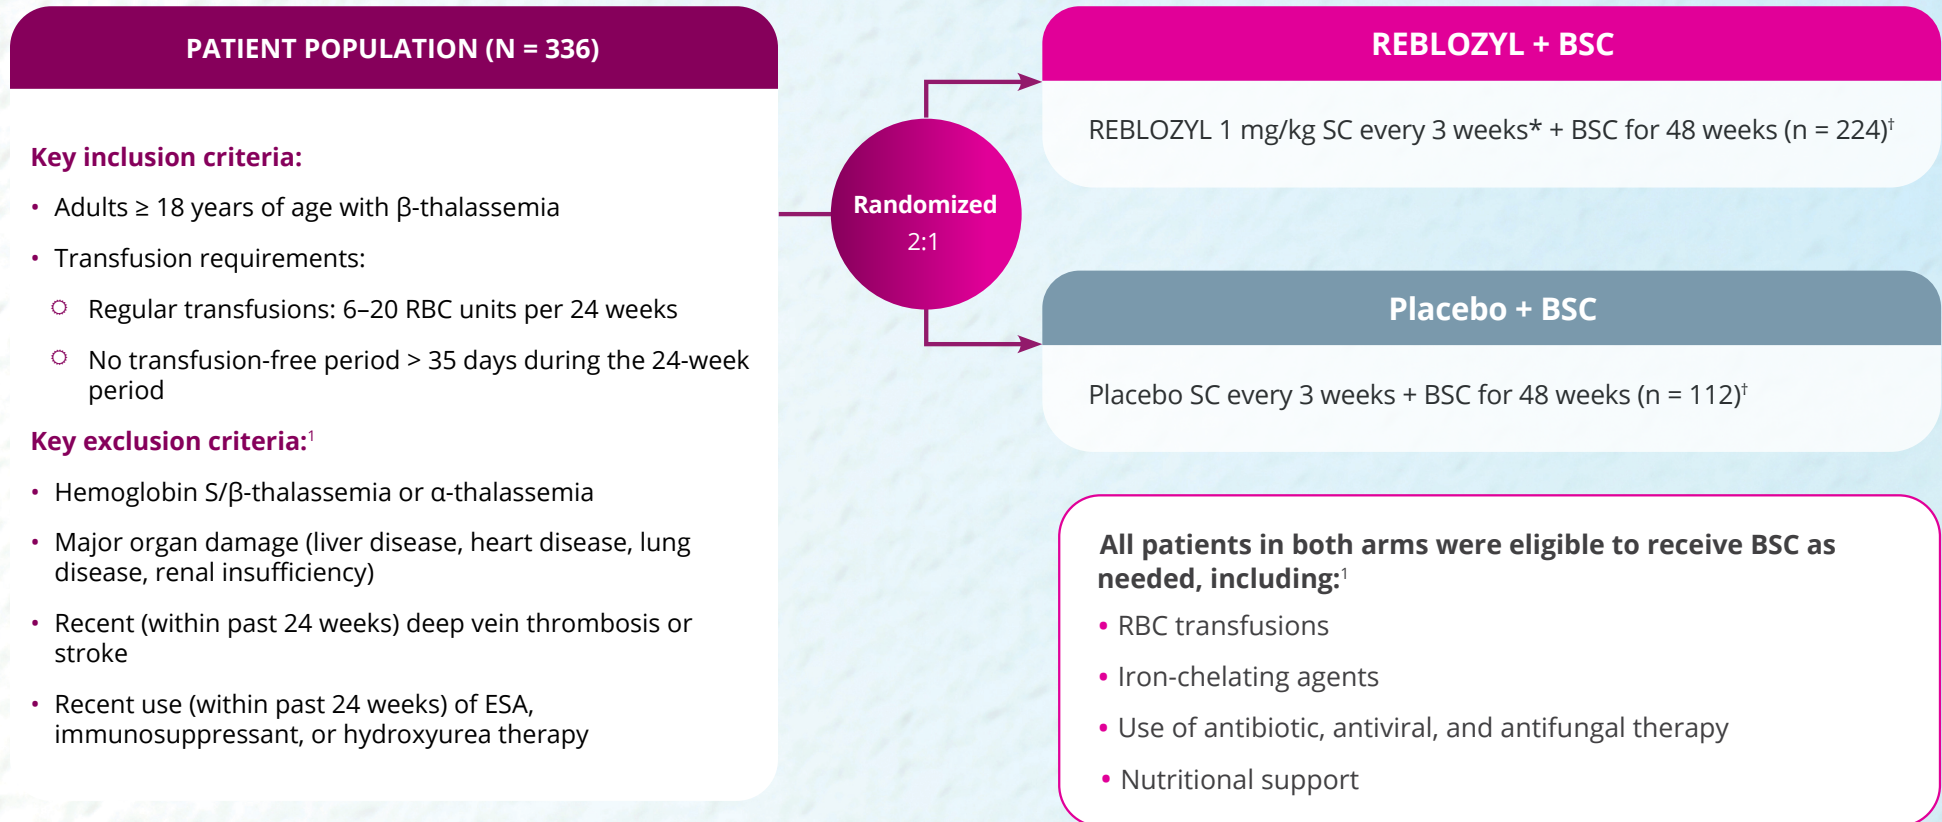 PATIENT POPULATION (N = 336)
Key inclusion criteria:
• Adults ≥ 18 years of age with β-thalassemia
• Transfusion requirements:
◌ Regular transfusions: 6–20 RBC units per 24 weeks
◌ No transfusion-free period > 35 days during the 24-week
period
Key exclusion criteria:¹
• Hemoglobin S/β-thalassemia or α-thalassemia
• Major organ damage (liver disease, heart disease, lung
disease, renal insufficiency)
• Recent (within past 24 weeks) deep vein thrombosis or
stroke
• Recent use (within past 24 weeks) of ESA,
immunosuppressant, or hydroxyurea therapy
Randomized
2:1
REBLOZYL + BSC
REBLOZYL 1 mg/kg SC every 3 weeks* + BSC for 48 weeks (n = 224)†
Placebo + BSC
Placebo SC every 3 weeks + BSC for 48 weeks (n = 112)†
All patients in both arms were eligible to receive BSC as
needed, including:¹
• RBC transfusions
• Iron-chelating agents
• Use of antibiotic, antiviral, and antifungal therapy
• Nutritional support